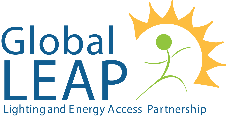 Global
LEAP
Lighting and Energy Access Partnership